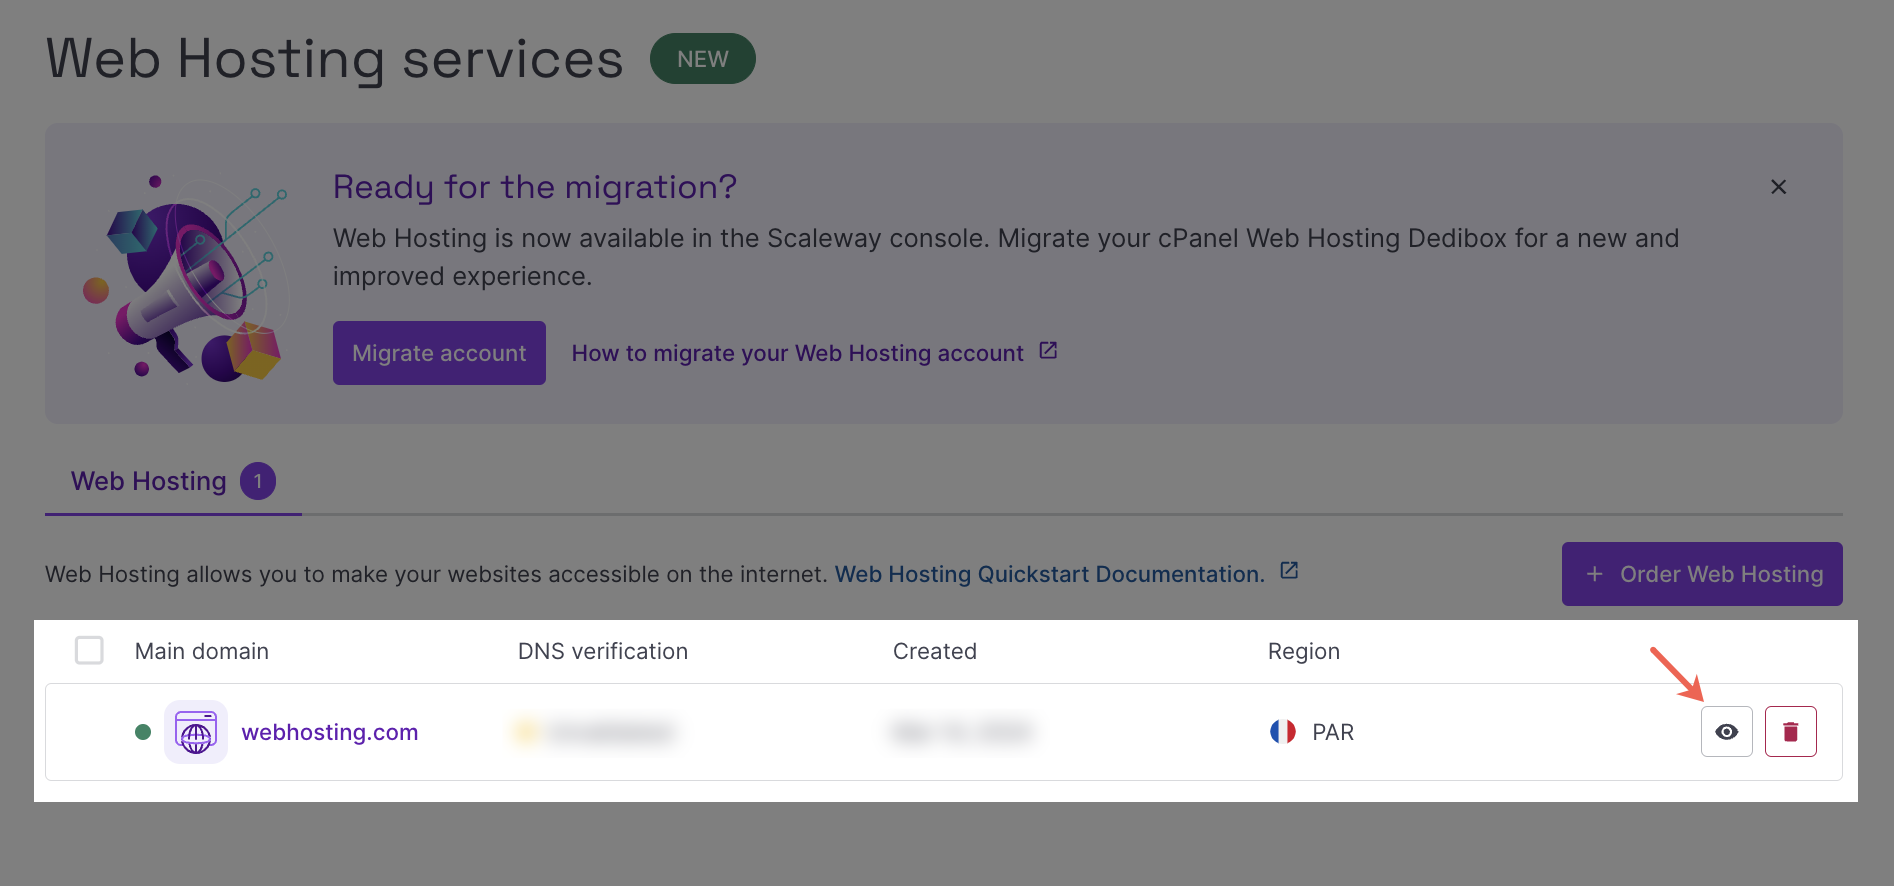 Web Hosting services NEW
Ready for the migration?
Web Hosting is now available in the Scaleway console. Migrate your cPanel Web Hosting Dedibox for a new and
improved experience.
Migrate account How to migrate your Web Hosting account
Web Hosting 1
Web Hosting allows you to make your websites accessible on the internet. Web Hosting Quickstart Documentation.
+ Order Web Hosting
Main domain DNS verification Created Region
webhosting.com PAR